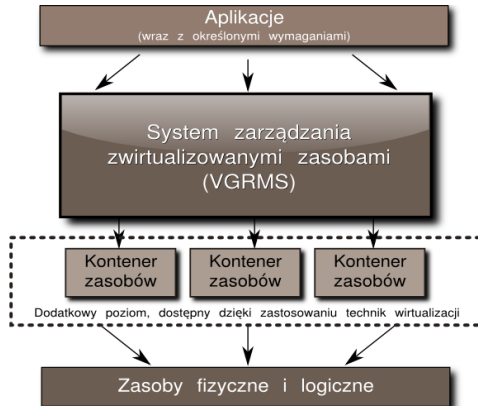 Aplikacje
(wraz z określonymi wymaganiami)
System zarządzania
zwirtualizowanymi zasobami
(VGRMS)
Kontener
zasobów
Kontener
zasobów
Kontener
zasobów
Dodatkowy poziom, dostępny dzięki zastosowaniu technik wirtualizacji
Zasoby fizyczne i logiczne